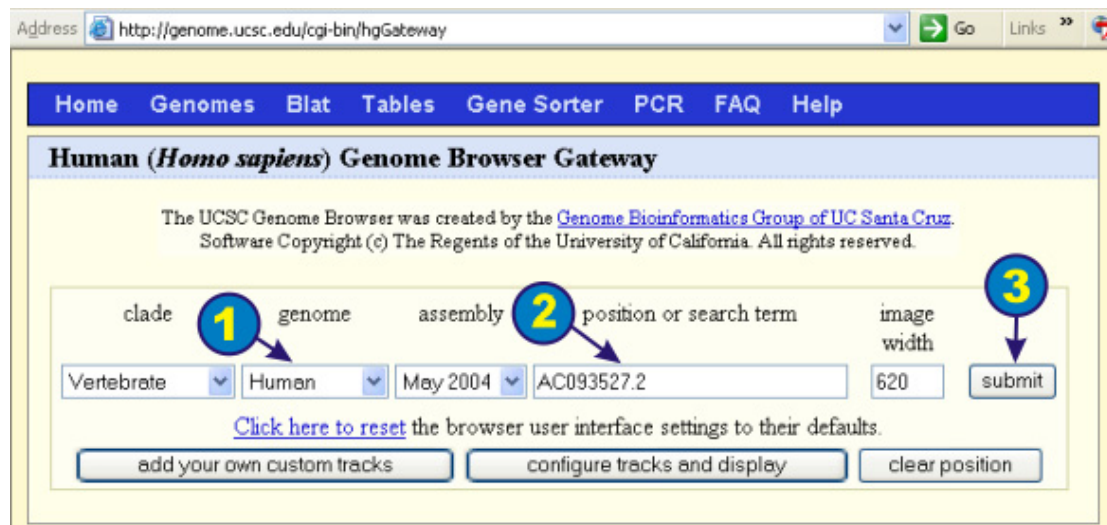 Address http://genome.ucsc.edu/cgi-bin/hgGateway Go Links »
Home Genomes Blat Tables Gene Sorter PCR FAQ Help
Human (Homo sapiens) Genome Browser Gateway
The UCSC Genome Browser was created by the Genome Bioinformatics Group of UC Santa Cruz.
Software Copyright (c) The Regents of the University of California. All rights reserved.
clade 1 genome assembly 2 position or search term image width 3
Vertebrate Human May 2004 AC093527.2 620 submit
Click here to reset the browser user interface settings to their defaults.
add your own custom tracks configure tracks and display clear position